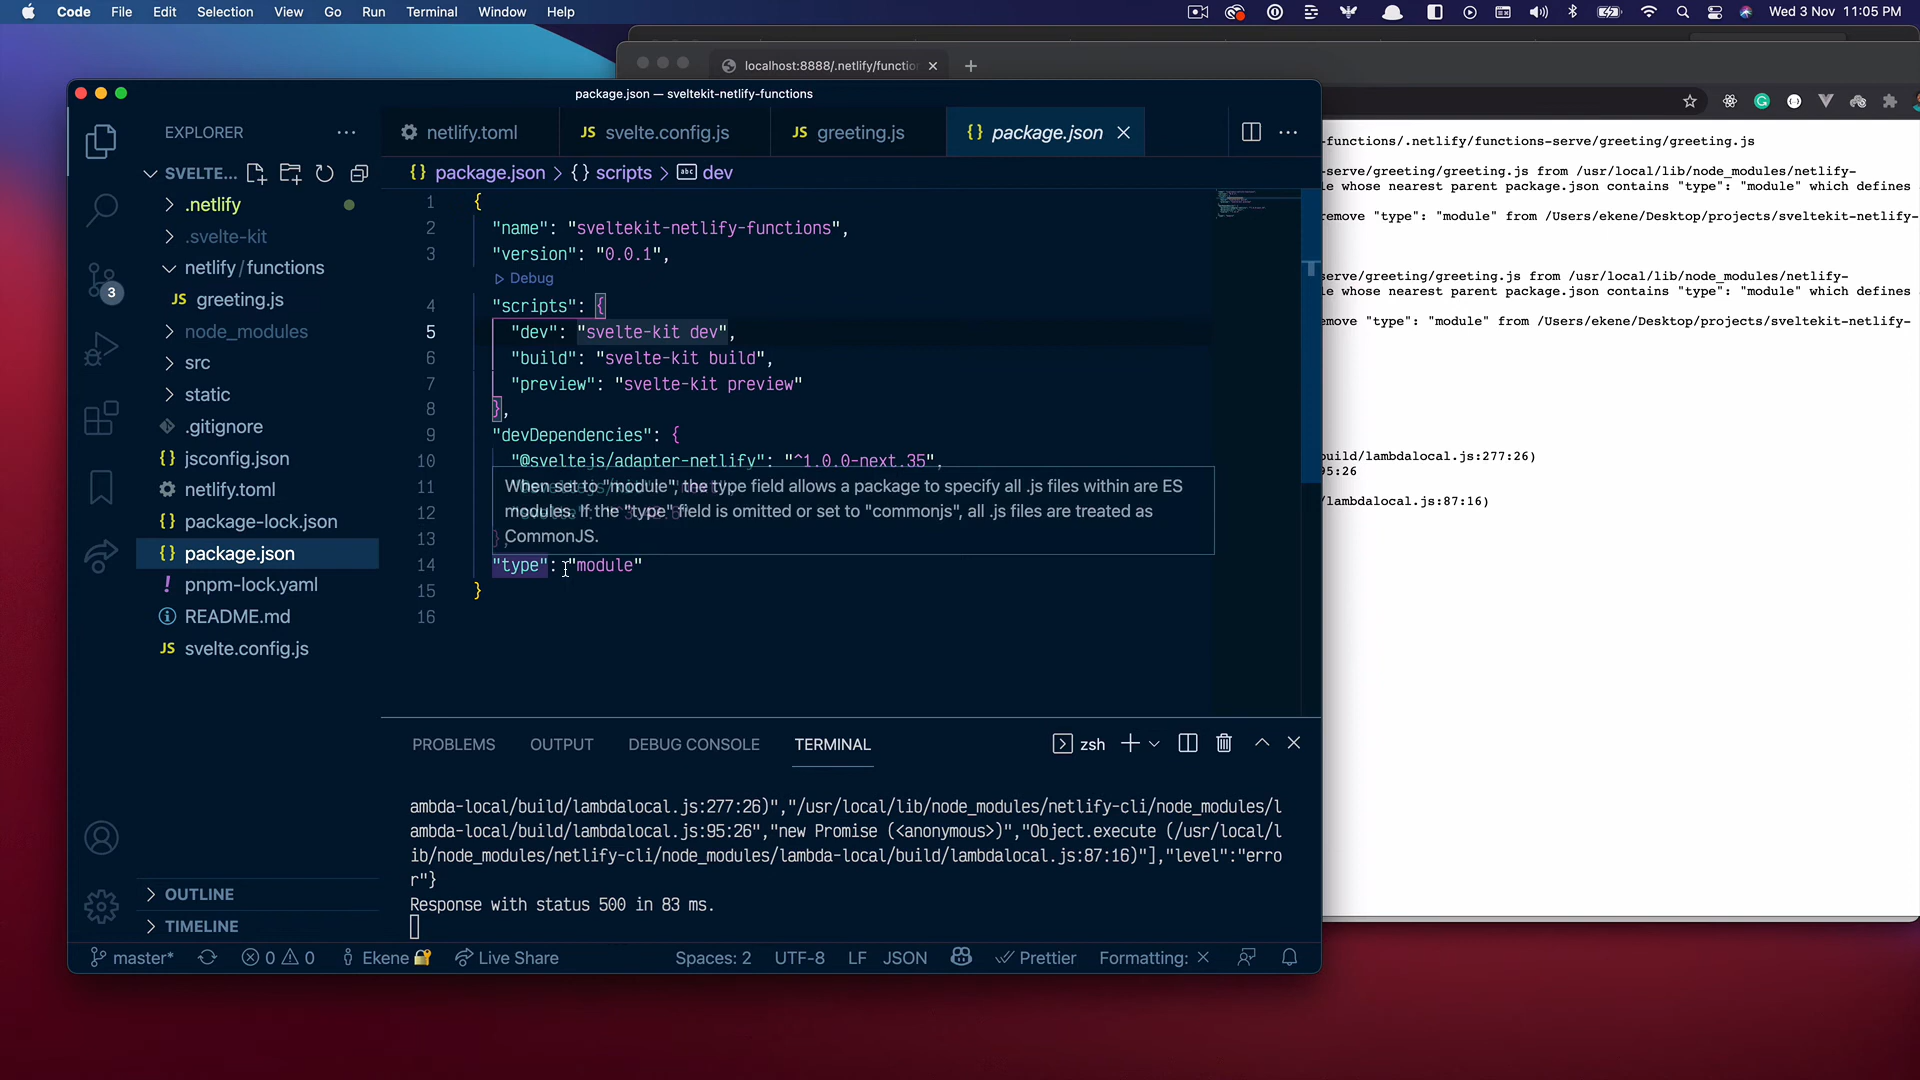 Code File Edit Selection View Go Run Terminal Window Help Wed 3 Nov 11:05 PM
localhost:8888/.netlify/functio
package.json — sveltekit-netlify-functions
EXPLORER
netlify.toml
JS svelte.config.js
JS greeting.js
{} package.json
SVELTE...
{} package.json > {} scripts > abc dev
.netlify
.svelte-kit
netlify/functions
JS greeting.js
node_modules
src
static
.gitignore
{} jsconfig.json
netlify.toml
{} package-lock.json
{} package.json
! pnpm-lock.yaml
README.md
JS svelte.config.js
3
OUTLINE
TIMELINE
1 {
2 "name": "sveltekit-netlify-functions",
3 "version": "0.0.1",
Debug
4 "scripts": {
5 "dev": "svelte-kit dev",
6 "build": "svelte-kit build",
7 "preview": "svelte-kit preview"
8 },
9 "devDependencies": {
10 "@sveltejs/adapter-netlify": "^1.0.0-next.35",
11
12
13 },
When set to "module", the type field allows a package to specify all .js files within are ES
modules. If the "type" field is omitted or set to "commonjs", all .js files are treated as
CommonJS.
14 "type": "module"
15 }
16
PROBLEMS OUTPUT DEBUG CONSOLE TERMINAL zsh
ambda-local/build/lambdalocal.js:277:26)","/usr/local/lib/node_modules/netlify-cli/node_modules/l
ambda-local/build/lambdalocal.js:95:26","new Promise (<anonymous>)","Object.execute (/usr/local/l
ib/node_modules/netlify-cli/node_modules/lambda-local/build/lambdalocal.js:87:16)"],"level":"erro
r"}
Response with status 500 in 83 ms.
master* 0 0 Ekene Live Share Spaces: 2 UTF-8 LF JSON Prettier Formatting: ×
-functions/.netlify/functions-serve/greeting/greeting.js
-serve/greeting/greeting.js from /usr/local/lib/node_modules/netlify-
le whose nearest parent package.json contains "type": "module" which defines
remove "type": "module" from /Users/ekene/Desktop/projects/sveltekit-netlify-
serve/greeting/greeting.js from /usr/local/lib/node_modules/netlify-
le whose nearest parent package.json contains "type": "module" which defines
emove "type": "module" from /Users/ekene/Desktop/projects/sveltekit-netlify-
build/lambdalocal.js:277:26)
95:26
/lambdalocal.js:87:16)